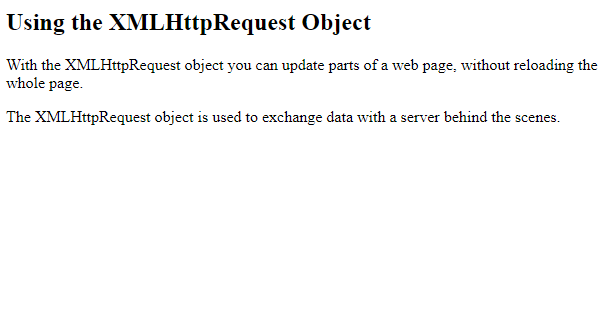 Using the XMLHttpRequest Object
With the XMLHttpRequest object you can update parts of a web page, without reloading the
whole page.
The XMLHttpRequest object is used to exchange data with a server behind the scenes.